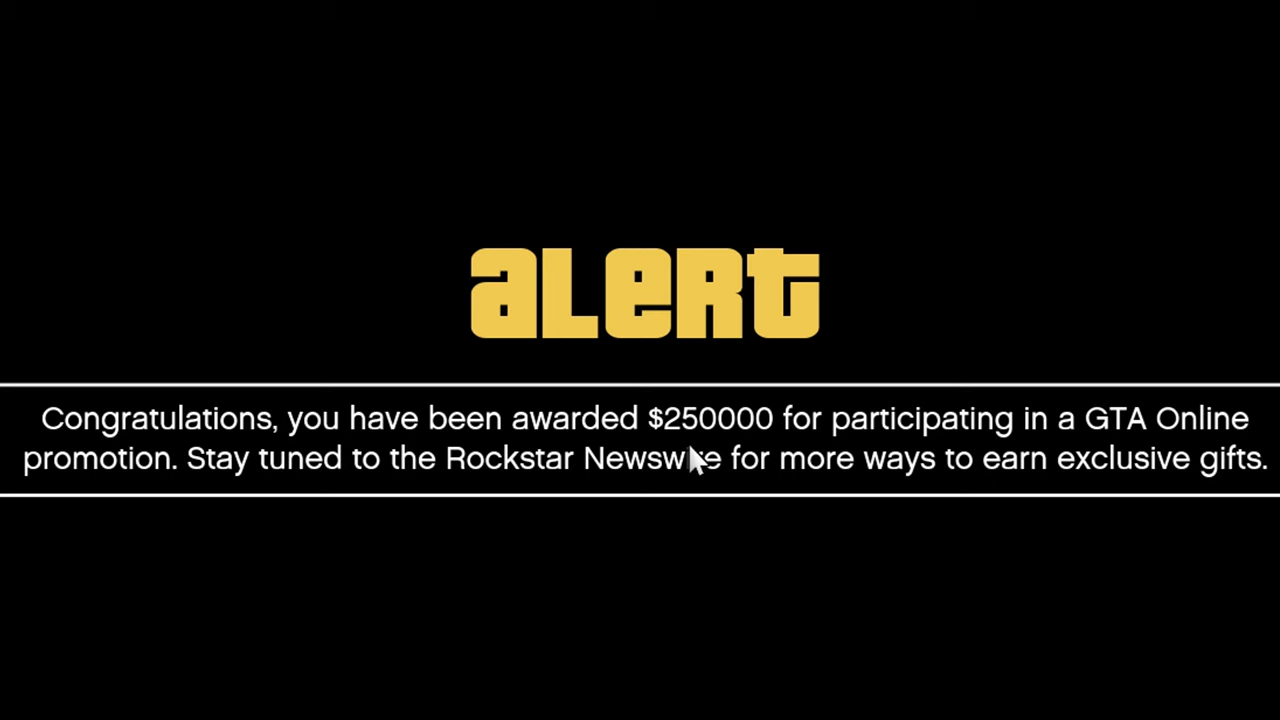 aLeRt
Congratulations, you have been awarded $250000 for participating in a GTA Online
promotion. Stay tuned to the Rockstar Newswire for more ways to earn exclusive gifts.